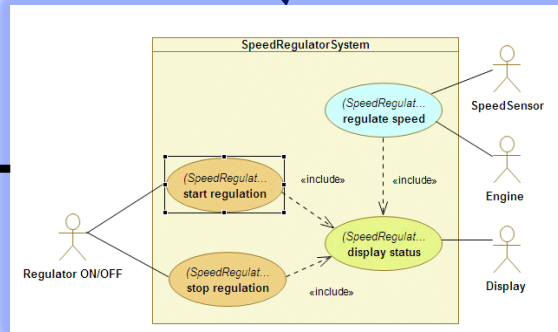 SpeedRegulatorSystem
(SpeedRegulat...
regulate speed
SpeedSensor
«include»
«include»
(SpeedRegulat...
start regulation
Engine
(SpeedRegulat...
display status
Regulator ON/OFF
(SpeedRegulat...
stop regulation
«include»
Display